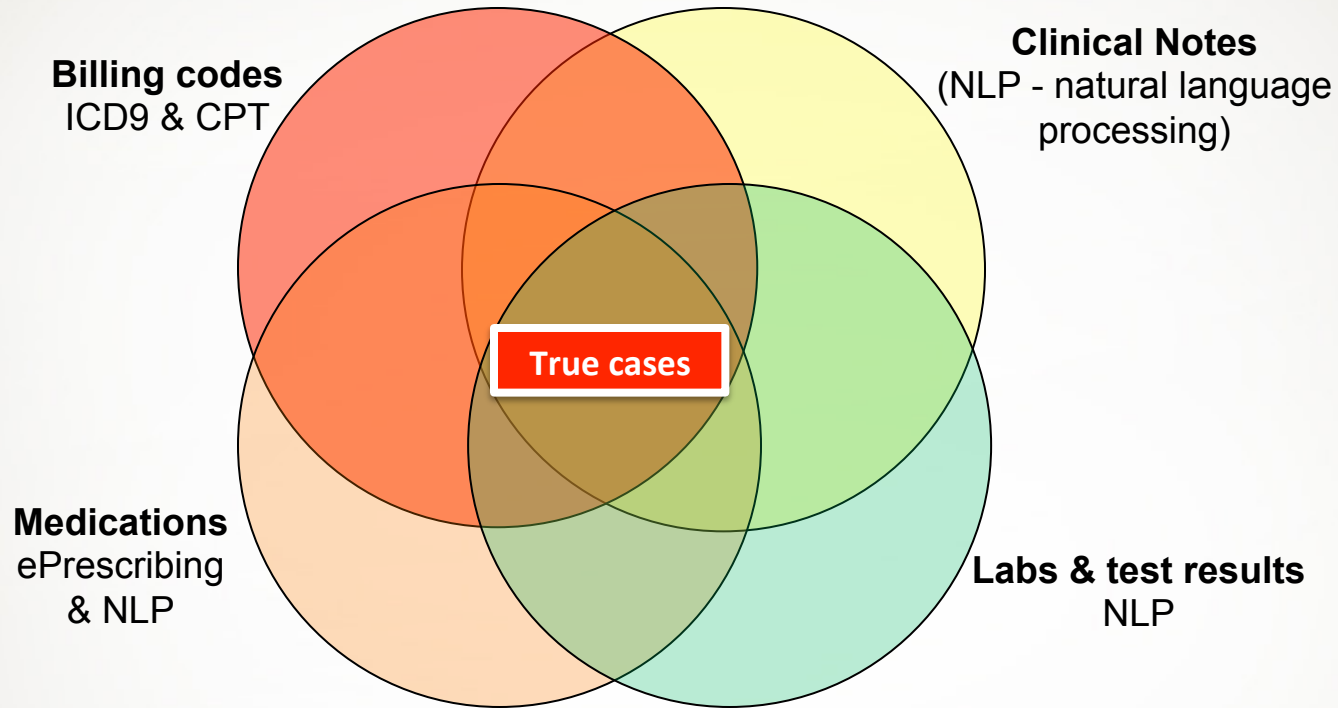 Billing codes
ICD9 & CPT
Clinical Notes
(NLP - natural language
processing)
True cases
Medications
ePrescribing
& NLP
Labs & test results
NLP